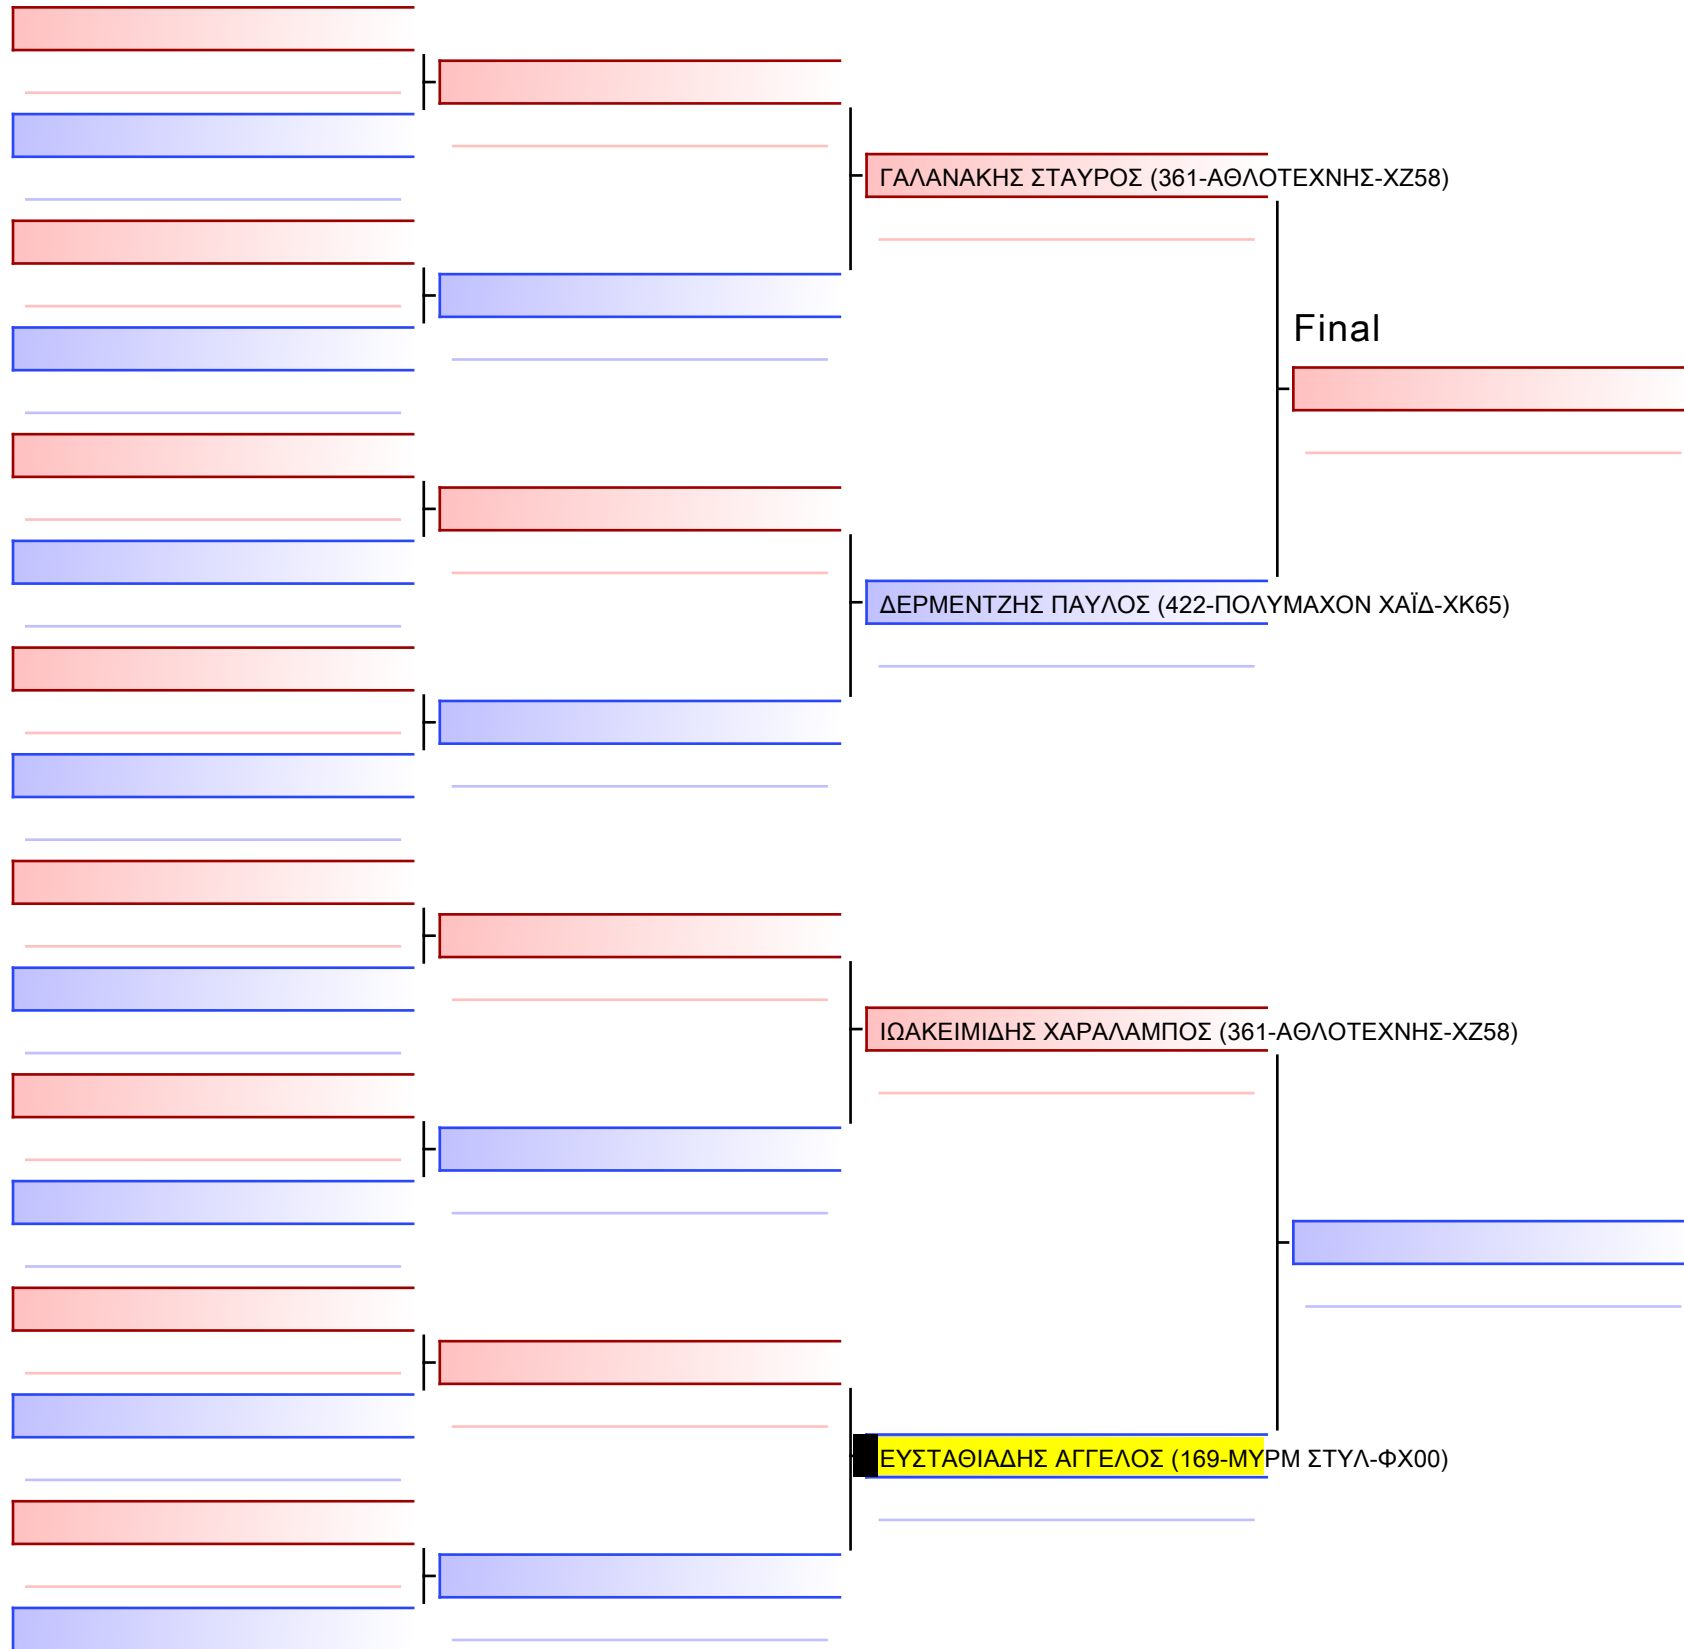 ΓΑΛΑΝΑΚΗΣ ΣΤΑΥΡΟΣ (361-ΑΘΛΟΤΕΧΝΗΣ-ΧΖ58)
Final
ΔΕΡΜΕΝΤΖΗΣ ΠΑΥΛΟΣ (422-ΠΟΛΥΜΑΧΟΝ ΧΑΪΔ-ΧΚ65)
ΙΩΑΚΕΙΜΙΔΗΣ ΧΑΡΑΛΑΜΠΟΣ (361-ΑΘΛΟΤΕΧΝΗΣ-ΧΖ58)
ΕΥΣΤΑΘΙΑΔΗΣ ΑΓΓΕΛΟΣ (169-ΜΥΡΜ ΣΤΥΛ-ΦΧ00)